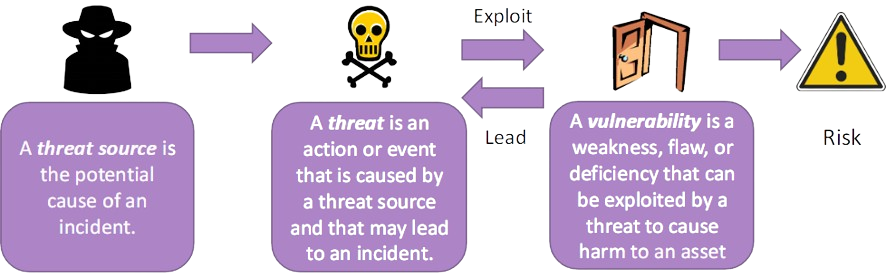 Exploit
Lead
A threat source is
the potential
cause of an
incident.
A threat is an
action or event
that is caused by
a threat source
and that may lead
to an incident.
A vulnerability is a
weakness, flaw, or
deficiency that can
be exploited by a
threat to cause
harm to an asset
Risk